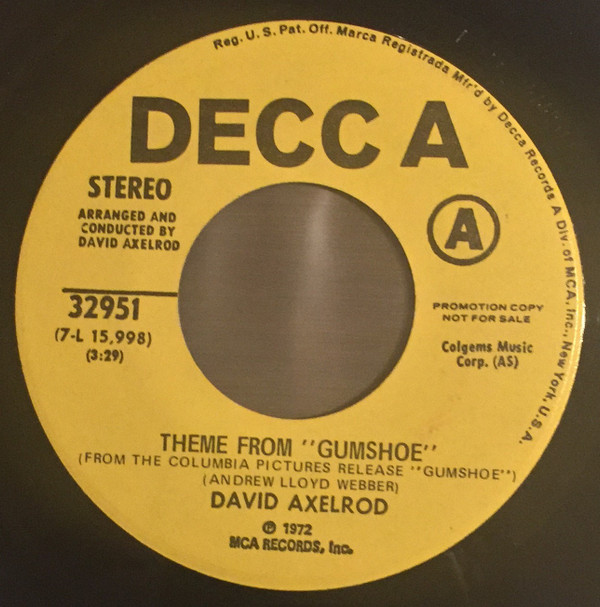 Reg. U.S. Pat. Off. Marca Registrada Mfr'd by Decca Records A Div. of MCA, Inc., New York, U.S.A.
DECCA
STEREO
ARRANGED AND
CONDUCTED BY
DAVID AXELROD
A
32951
(7-L 15,998)
(3:29)
PROMOTION COPY
NOT FOR SALE
Colgems Music
Corp. (AS)
THEME FROM "GUMSHOE"
(FROM THE COLUMBIA PICTURES RELEASE "GUMSHOE")
(ANDREW LLOYD WEBBER)
DAVID AXELROD
℗ 1972
MCA RECORDS, Inc.